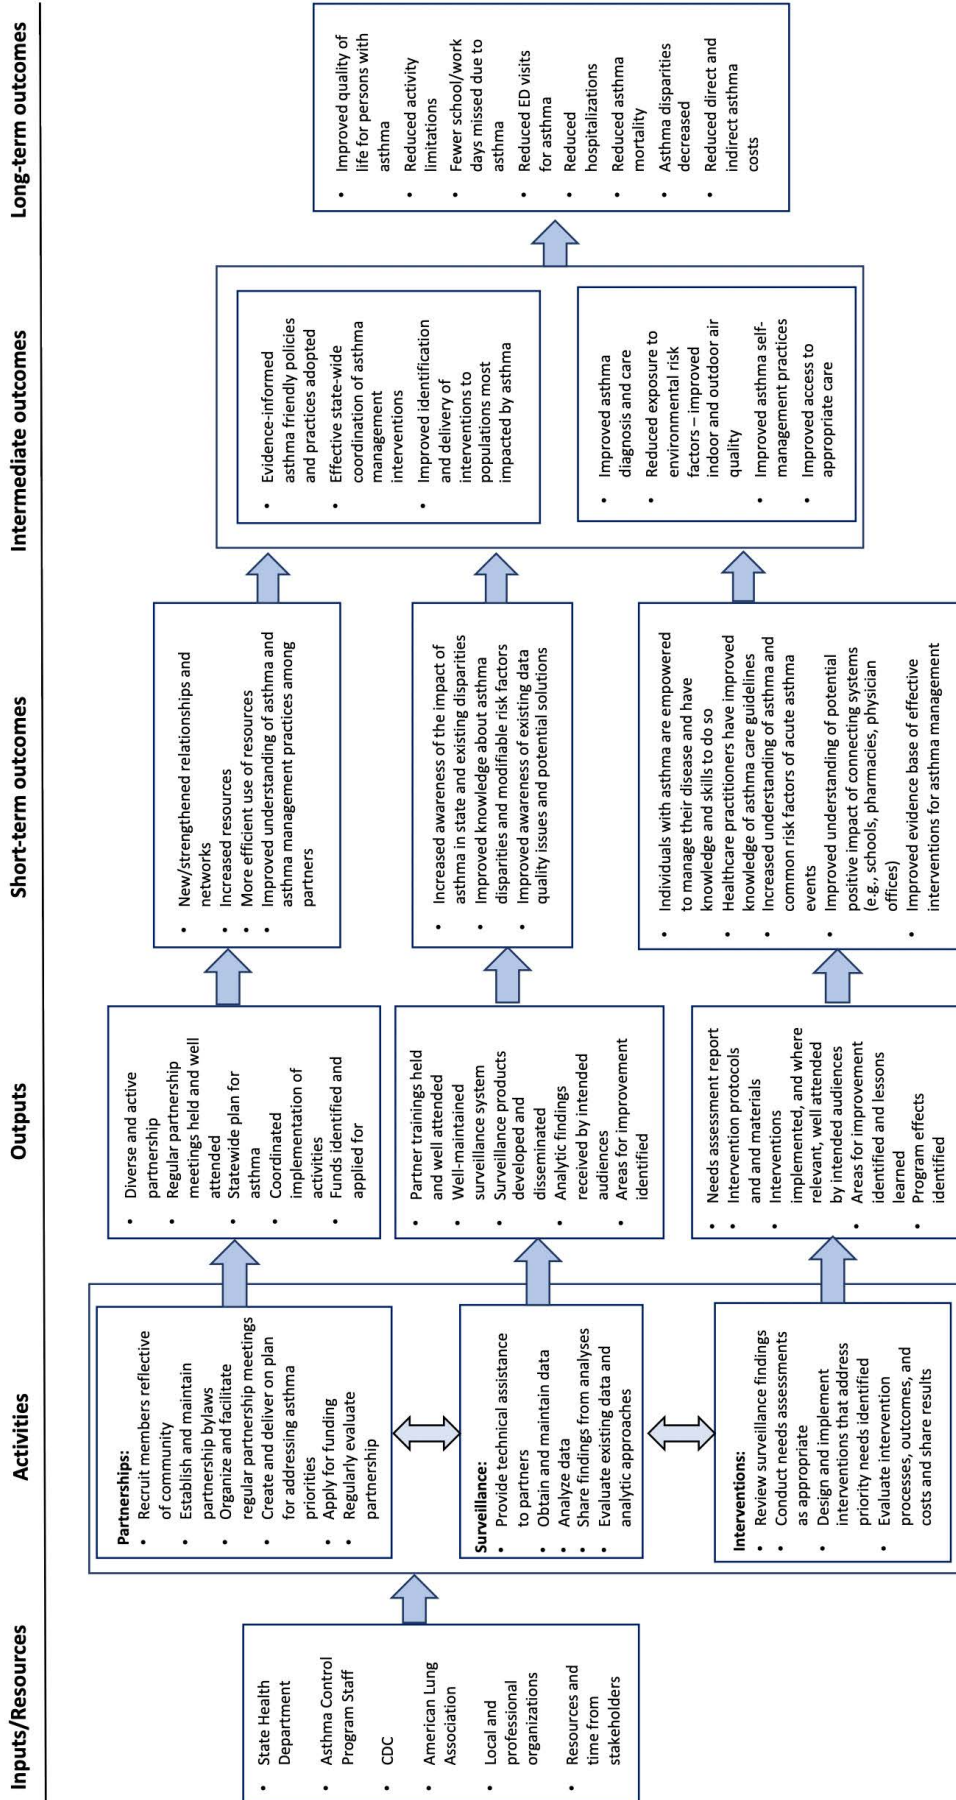 Inputs/Resources
Activities
Outputs
Short-term outcomes
Intermediate outcomes
Long-term outcomes
• State Health
Department
• Asthma Control
Program Staff
• CDC
• American Lung
Association
• Local and
professional
organizations
• Resources and
time from
stakeholders
Partnerships:
• Recruit members reflective
of community
• Establish and maintain
partnership bylaws
• Organize and facilitate
regular partnership meetings
• Create and deliver on plan
for addressing asthma
priorities
• Apply for funding
• Regularly evaluate
partnership
Surveillance:
• Provide technical assistance
to partners
• Obtain and maintain data
• Analyze data
• Share findings from analyses
• Evaluate existing data and
analytic approaches
Interventions:
• Review surveillance findings
• Conduct needs assessments
as appropriate
• Design and implement
interventions that address
priority needs identified
• Evaluate intervention
processes, outcomes, and
costs and share results
• Diverse and active
partnership
• Regular partnership
meetings held and well
attended
• Statewide plan for
asthma
• Coordinated
implementation of
activities
• Funds identified and
applied for
• Partner trainings held
and well attended
• Well-maintained
surveillance system
• Surveillance products
developed and
disseminated
• Analytic findings
received by intended
audiences
• Areas for improvement
identified
• Needs assessment report
• Intervention protocols
and and materials
• Interventions
implemented, and where
relevant, well attended
by intended audiences
• Areas for improvement
identified and lessons
learned
• Program effects
identified
• New/strengthened relationships and
networks
• Increased resources
• More efficient use of resources
• Improved understanding of asthma and
asthma management practices among
partners
• Increased awareness of the impact of
asthma in state and existing disparities
• Improved knowledge about asthma
disparities and modifiable risk factors
• Improved awareness of existing data
quality issues and potential solutions
• Individuals with asthma are empowered
to manage their disease and have
knowledge and skills to do so
• Healthcare practitioners have improved
knowledge of asthma care guidelines
• Increased understanding of asthma and
common risk factors of acute asthma
events
• Improved understanding of potential
positive impact of connecting systems
(e.g., schools, pharmacies, physician
offices)
• Improved evidence base of effective
interventions for asthma management
• Evidence-informed
asthma friendly policies
and practices adopted
• Effective state-wide
coordination of asthma
management
interventions
• Improved identification
and delivery of
interventions to
populations most
impacted by asthma
• Improved asthma
diagnosis and care
• Reduced exposure to
environmental risk
factors – improved
indoor and outdoor air
quality
• Improved asthma self-
management practices
• Improved access to
appropriate care
• Improved quality of
life for persons with
asthma
• Reduced activity
limitations
• Fewer school/work
days missed due to
asthma
• Reduced ED visits
for asthma
• Reduced
hospitalizations
• Reduced asthma
mortality
• Asthma disparities
decreased
• Reduced direct and
indirect asthma
costs